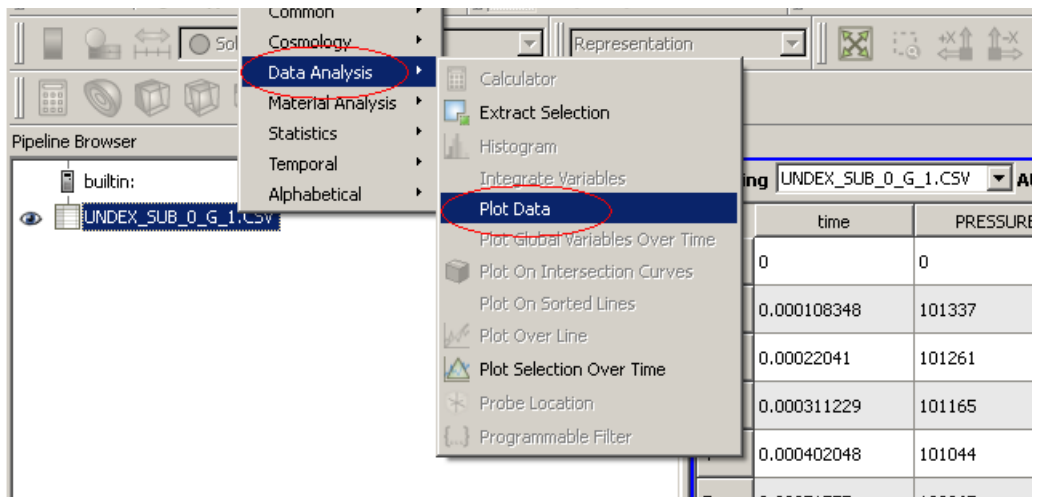 Common
Sol
Cosmology
Representation
Data Analysis
Calculator
Material Analysis
Extract Selection
Statistics
Histogram
Pipeline Browser
Temporal
Integrate Variables
builtin:
Alphabetical
Plot Data
UNDEX_SUB_0_G_1.CSV
Plot Global Variables Over Time
Plot On Intersection Curves
Plot On Sorted Lines
Plot Over Line
Plot Selection Over Time
Probe Location
{...} Programmable Filter
ing UNDEX_SUB_0_G_1.CSV
time PRESSURE
0 0
0.000108348 101337
0.00022041 101261
0.000311229 101165
0.000402048 101044